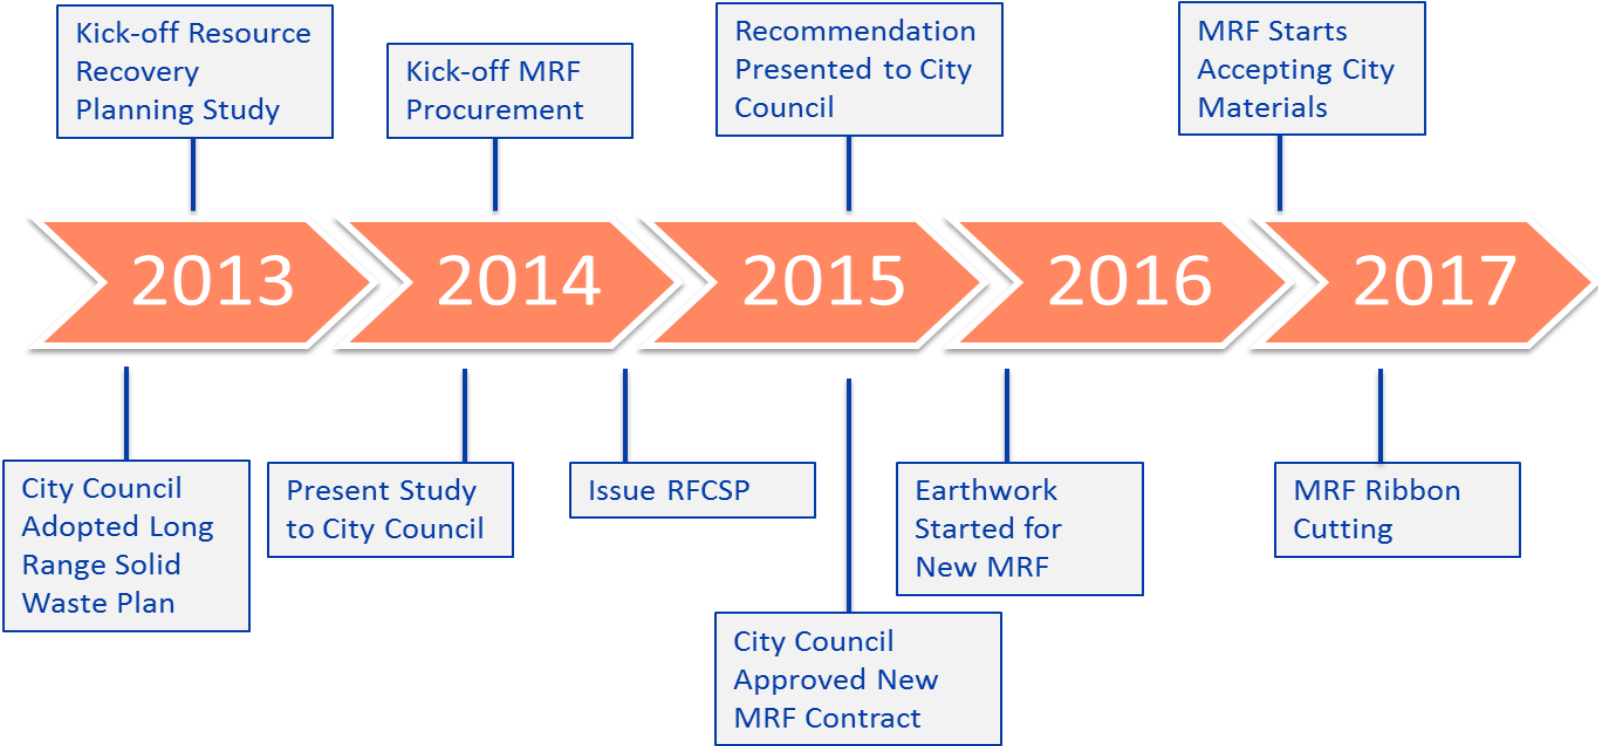 Kick-off Resource
Recovery
Planning Study
Kick-off MRF
Procurement
Recommendation
Presented to City
Council
MRF Starts
Accepting City
Materials
2013
2014
2015
2016
2017
City Council
Adopted Long
Range Solid
Waste Plan
Present Study
to City Council
Issue RFCSP
City Council
Approved New
MRF Contract
Earthwork
Started for
New MRF
MRF Ribbon
Cutting